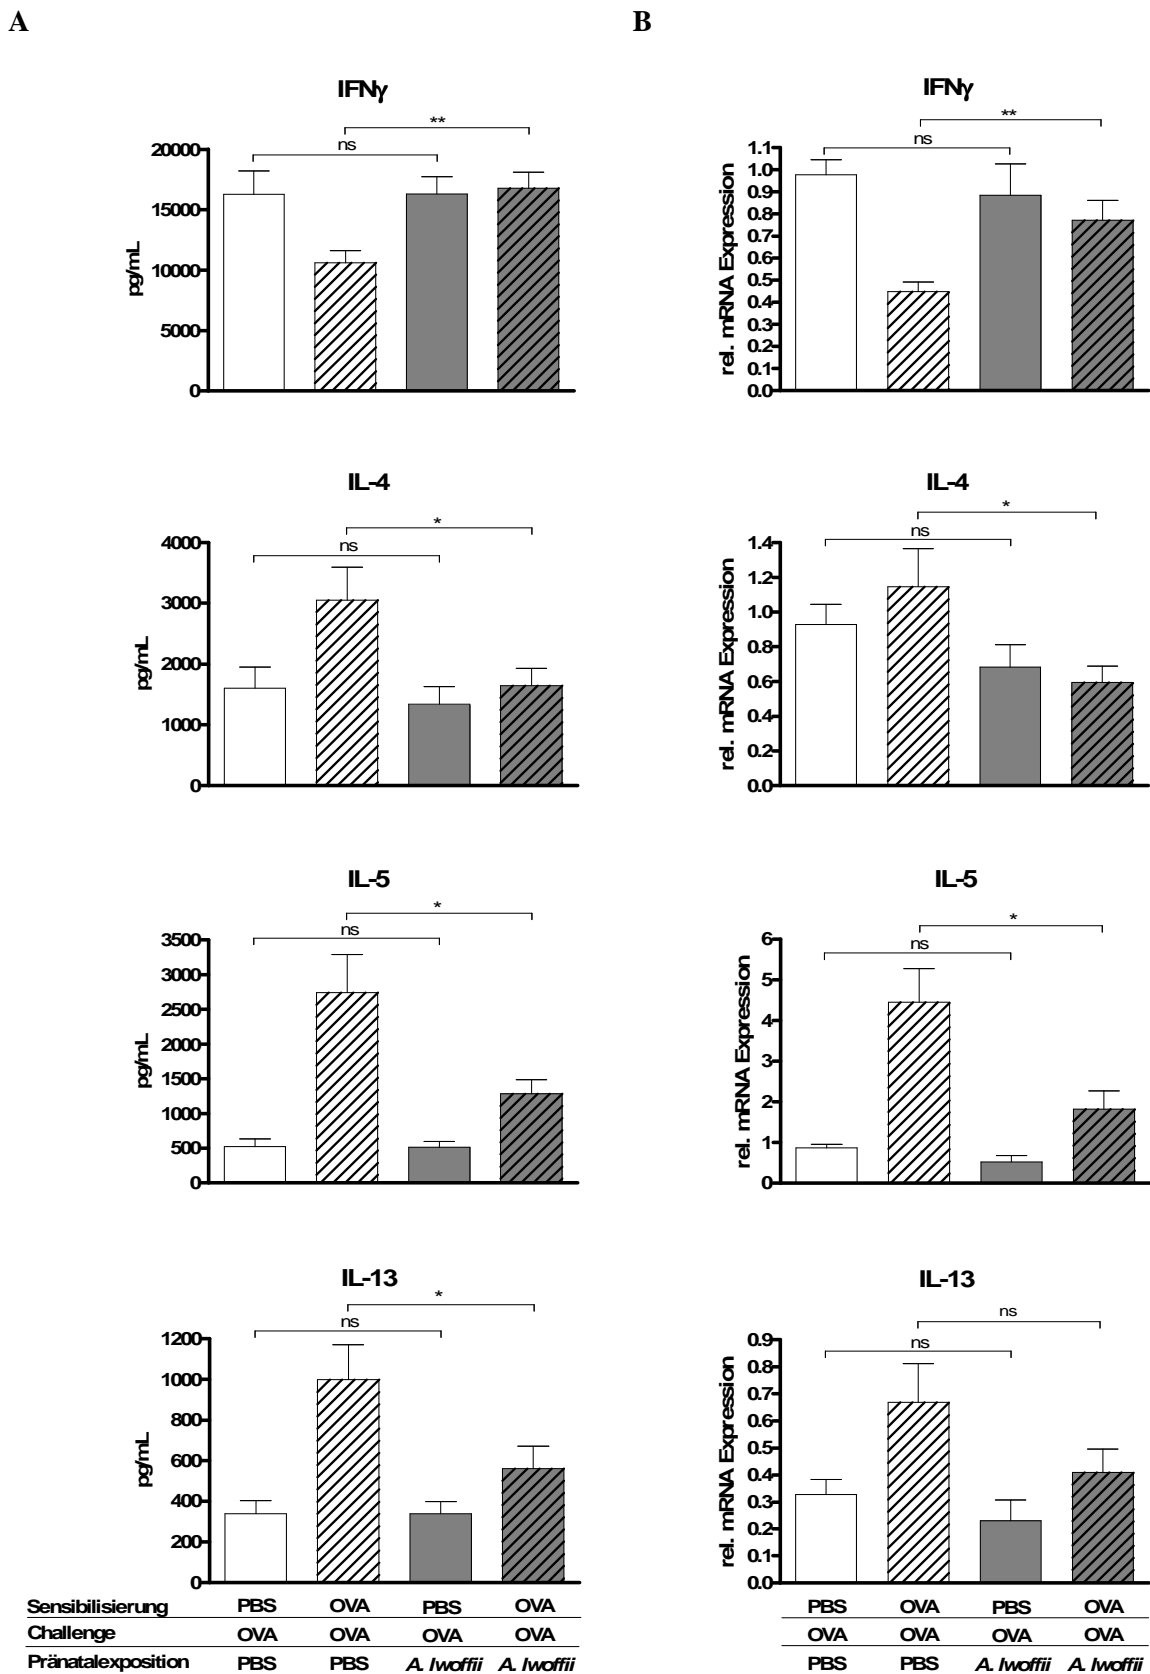 A
B
IFNγ
**
ns
20000
15000
10000
5000
0
pg/mL
IFNγ
**
ns
1.1
1.0
0.9
0.8
0.7
0.6
0.5
0.4
0.3
0.2
0.1
0.0
rel. mRNA Expression
IL-4
*
ns
4000
3000
2000
1000
0
pg/mL
IL-4
*
ns
1.4
1.2
1.0
0.8
0.6
0.4
0.2
0.0
rel. mRNA Expression
IL-5
*
ns
3500
3000
2500
2000
1500
1000
500
0
pg/mL
IL-5
*
ns
6
5
4
3
2
1
0
rel. mRNA Expression
IL-13
*
ns
1200
1000
800
600
400
200
0
pg/mL
IL-13
ns
ns
0.9
0.8
0.7
0.6
0.5
0.4
0.3
0.2
0.1
0.0
rel. mRNA Expression
Sensibilisierung PBS OVA PBS OVA PBS OVA PBS OVA
Challenge OVA OVA OVA OVA OVA OVA OVA OVA
Pränatalexposition PBS PBS A. lwoffii A. lwoffii PBS PBS A. lwoffii A. lwoffii